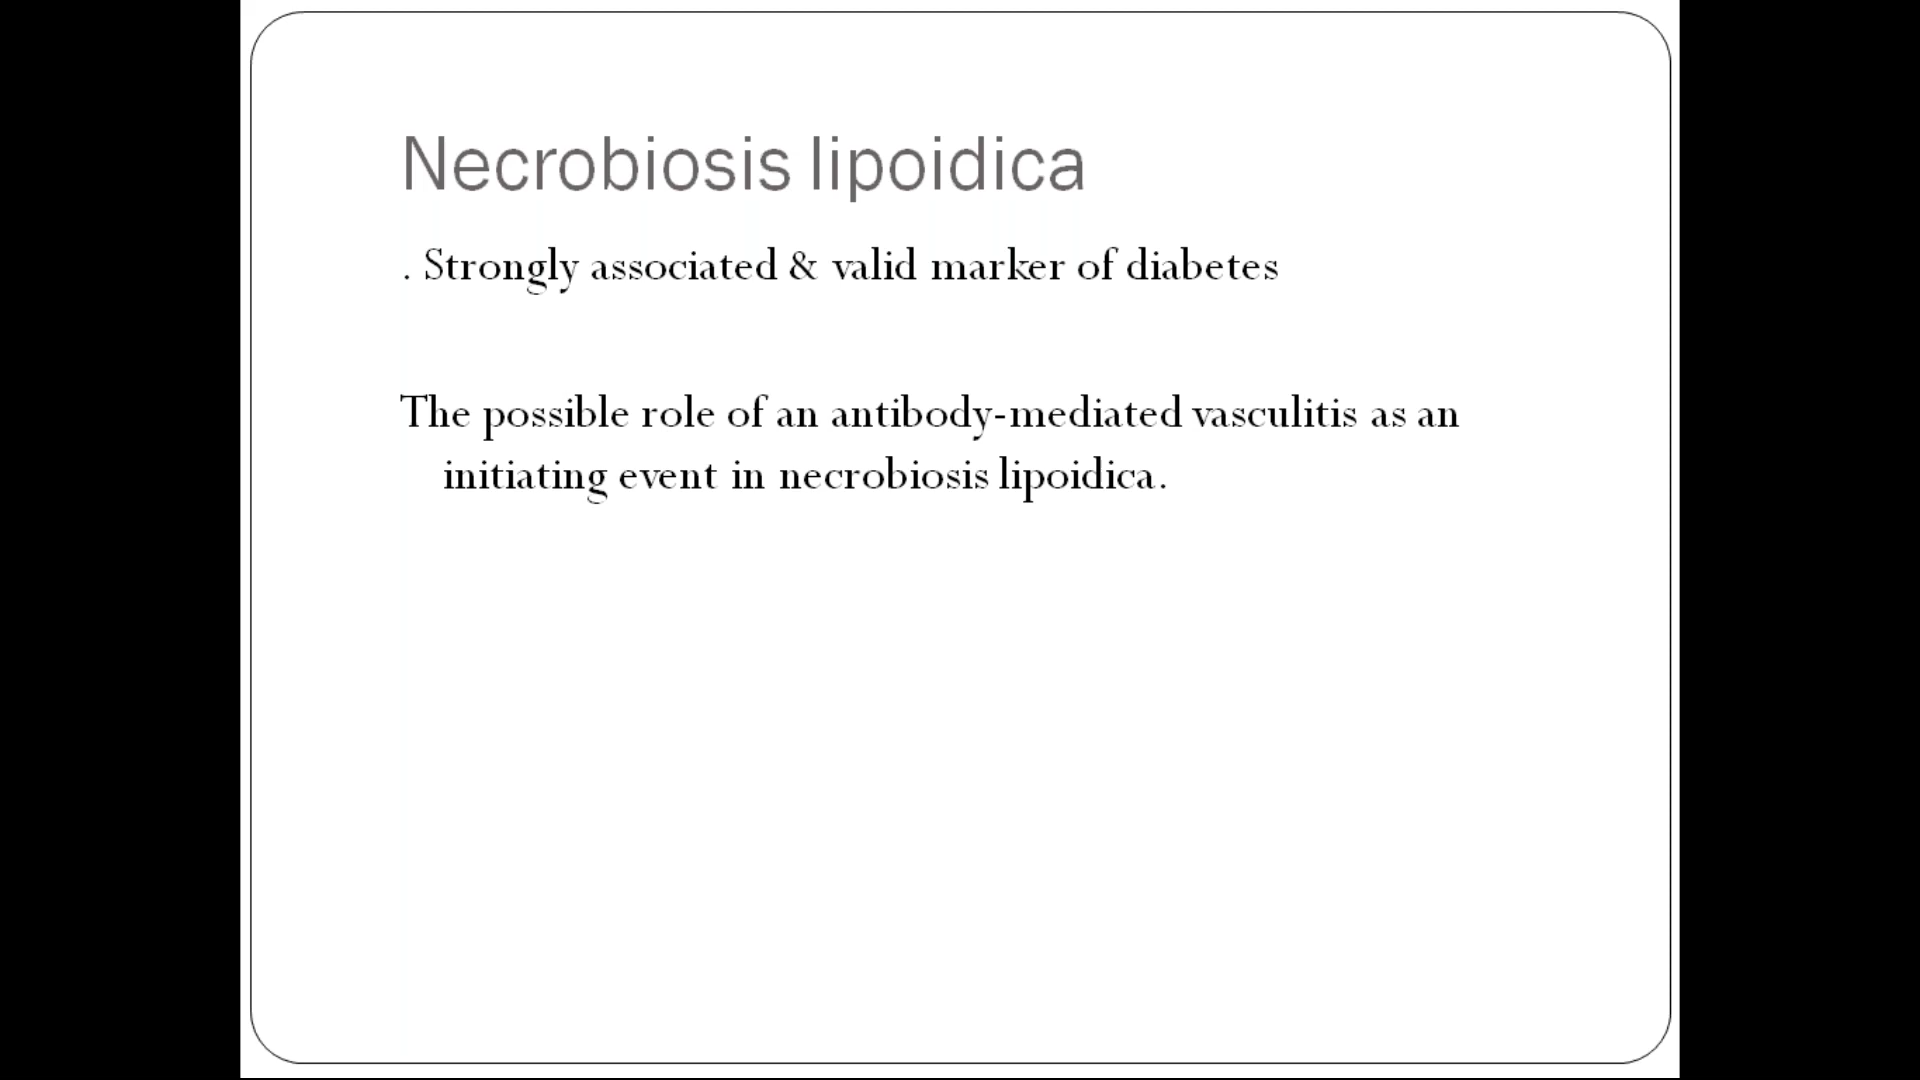 Necrobiosis lipoidica
. Strongly associated & valid marker of diabetes
The possible role of an antibody-mediated vasculitis as an
initiating event in necrobiosis lipoidica.